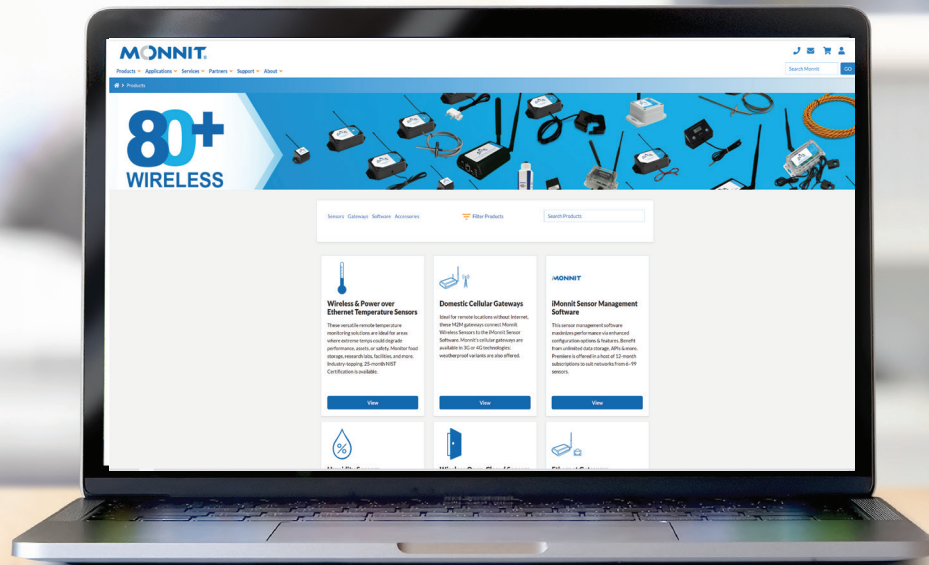 MONNIT
Products Applications Services Partners Support About
Search Monnit GO
Products
80+
WIRELESS
Sensors Gateways Software Accessories Filter Products Search Products
Wireless & Power over
Ethernet Temperature Sensors
These versatile remote temperature
monitoring solutions are ideal for areas
where extreme temps could degrade
performance, assets, or safety. Monitor food
storage, research labs, facilities, and more.
Industry-topping, 25-month NIST
Certification is available.
View
Domestic Cellular Gateways
Ideal for remote locations without Internet,
these M2M gateways connect Monnit
Wireless Sensors to the iMonnit Sensor
Software. Monnit's cellular gateways are
available in 3G or 4G technologies;
weatherproof variants are also offered.
View
MONNIT
iMonnit Sensor Management
Software
This sensor management software
maximizes performance via enhanced
configuration options & features. Benefit
from unlimited data storage, APIs & more.
Premiere is offered in a host of 12-month
subscriptions to suit networks from 6-99
sensors.
View
%